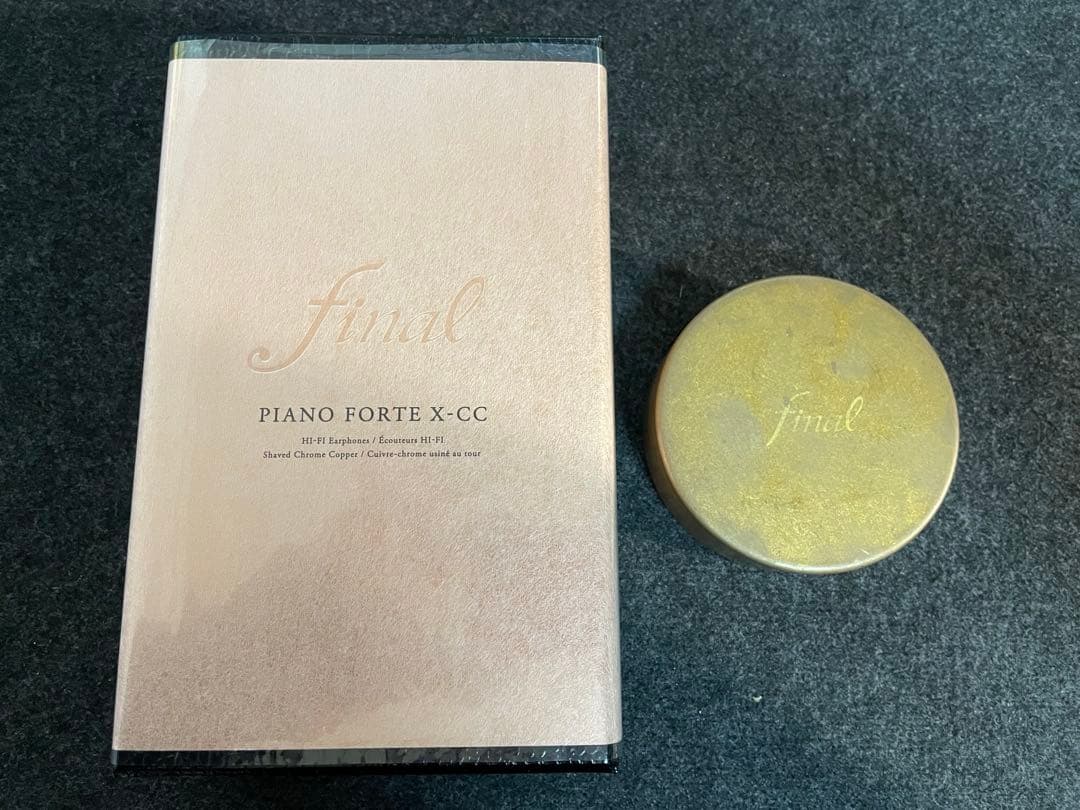 final
PIANO FORTE X-CC
HI-FI Earphones / Écouteurs HI-FI
Shaved Chrome Copper / Cuivre-chrome usiné au tour
final